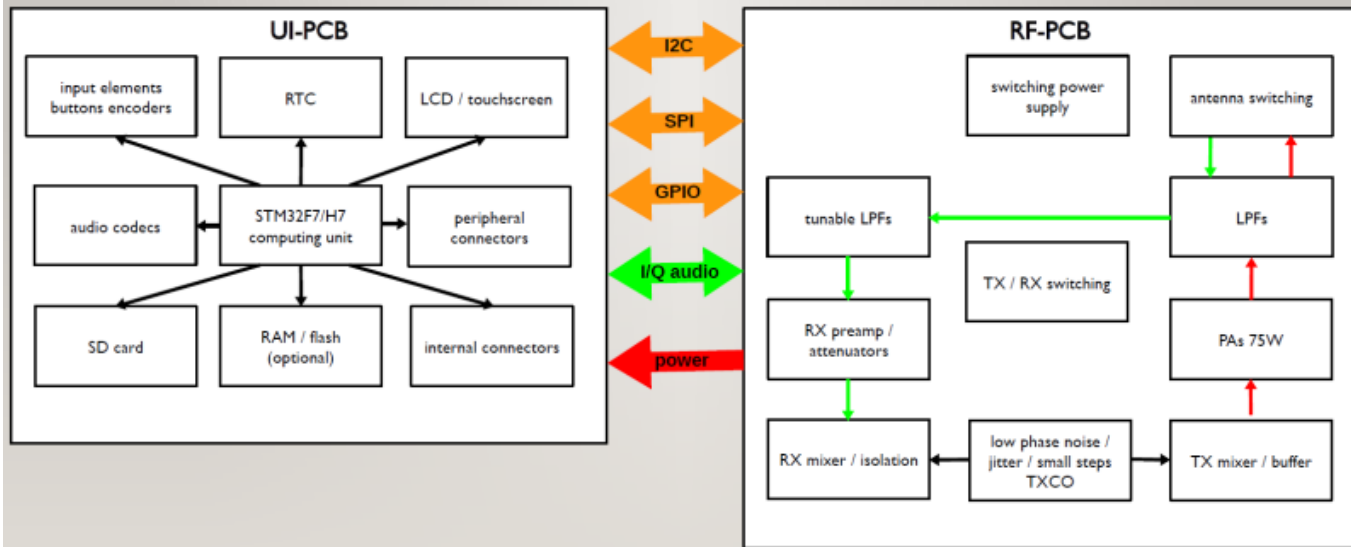 UI-PCB
input elements
buttons encoders
RTC
LCD / touchscreen
audio codecs
STM32F7/H7
computing unit
peripheral
connectors
SD card
RAM / flash
(optional)
internal connectors
I2C
SPI
GPIO
I/Q audio
power
RF-PCB
switching power
supply
antenna switching
tunable LPFs
LPFs
TX / RX switching
RX preamp /
attenuators
PAs 75W
RX mixer / isolation
low phase noise /
jitter / small steps
TXCO
TX mixer / buffer